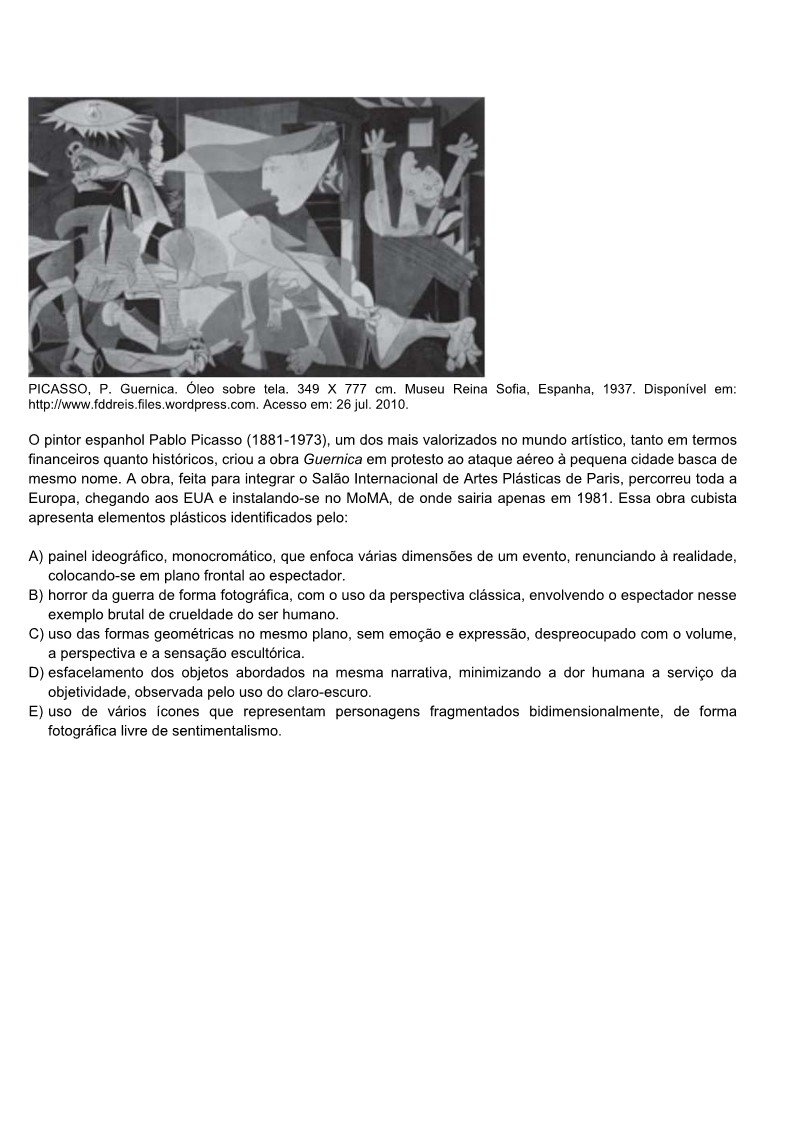 PICASSO, P. Guernica. Óleo sobre tela. 349 X 777 cm. Museu Reina Sofia, Espanha, 1937. Disponível em:
http://www.fddreis.files.wordpress.com. Acesso em: 26 jul. 2010.
O pintor espanhol Pablo Picasso (1881-1973), um dos mais valorizados no mundo artístico, tanto em termos
financeiros quanto históricos, criou a obra Guernica em protesto ao ataque aéreo à pequena cidade basca de
mesmo nome. A obra, feita para integrar o Salão Internacional de Artes Plásticas de Paris, percorreu toda a
Europa, chegando aos EUA e instalando-se no MoMA, de onde sairia apenas em 1981. Essa obra cubista
apresenta elementos plásticos identificados pelo:
A) painel ideográfico, monocromático, que enfoca várias dimensões de um evento, renunciando à realidade,
colocando-se em plano frontal ao espectador.
B) horror da guerra de forma fotográfica, com o uso da perspectiva clássica, envolvendo o espectador nesse
exemplo brutal de crueldade do ser humano.
C) uso das formas geométricas no mesmo plano, sem emoção e expressão, despreocupado com o volume,
a perspectiva e a sensação escultórica.
D) esfacelamento dos objetos abordados na mesma narrativa, minimizando a dor humana a serviço da
objetividade, observada pelo uso do claro-escuro.
E) uso de vários ícones que representam personagens fragmentados bidimensionalmente, de forma
fotográfica livre de sentimentalismo.